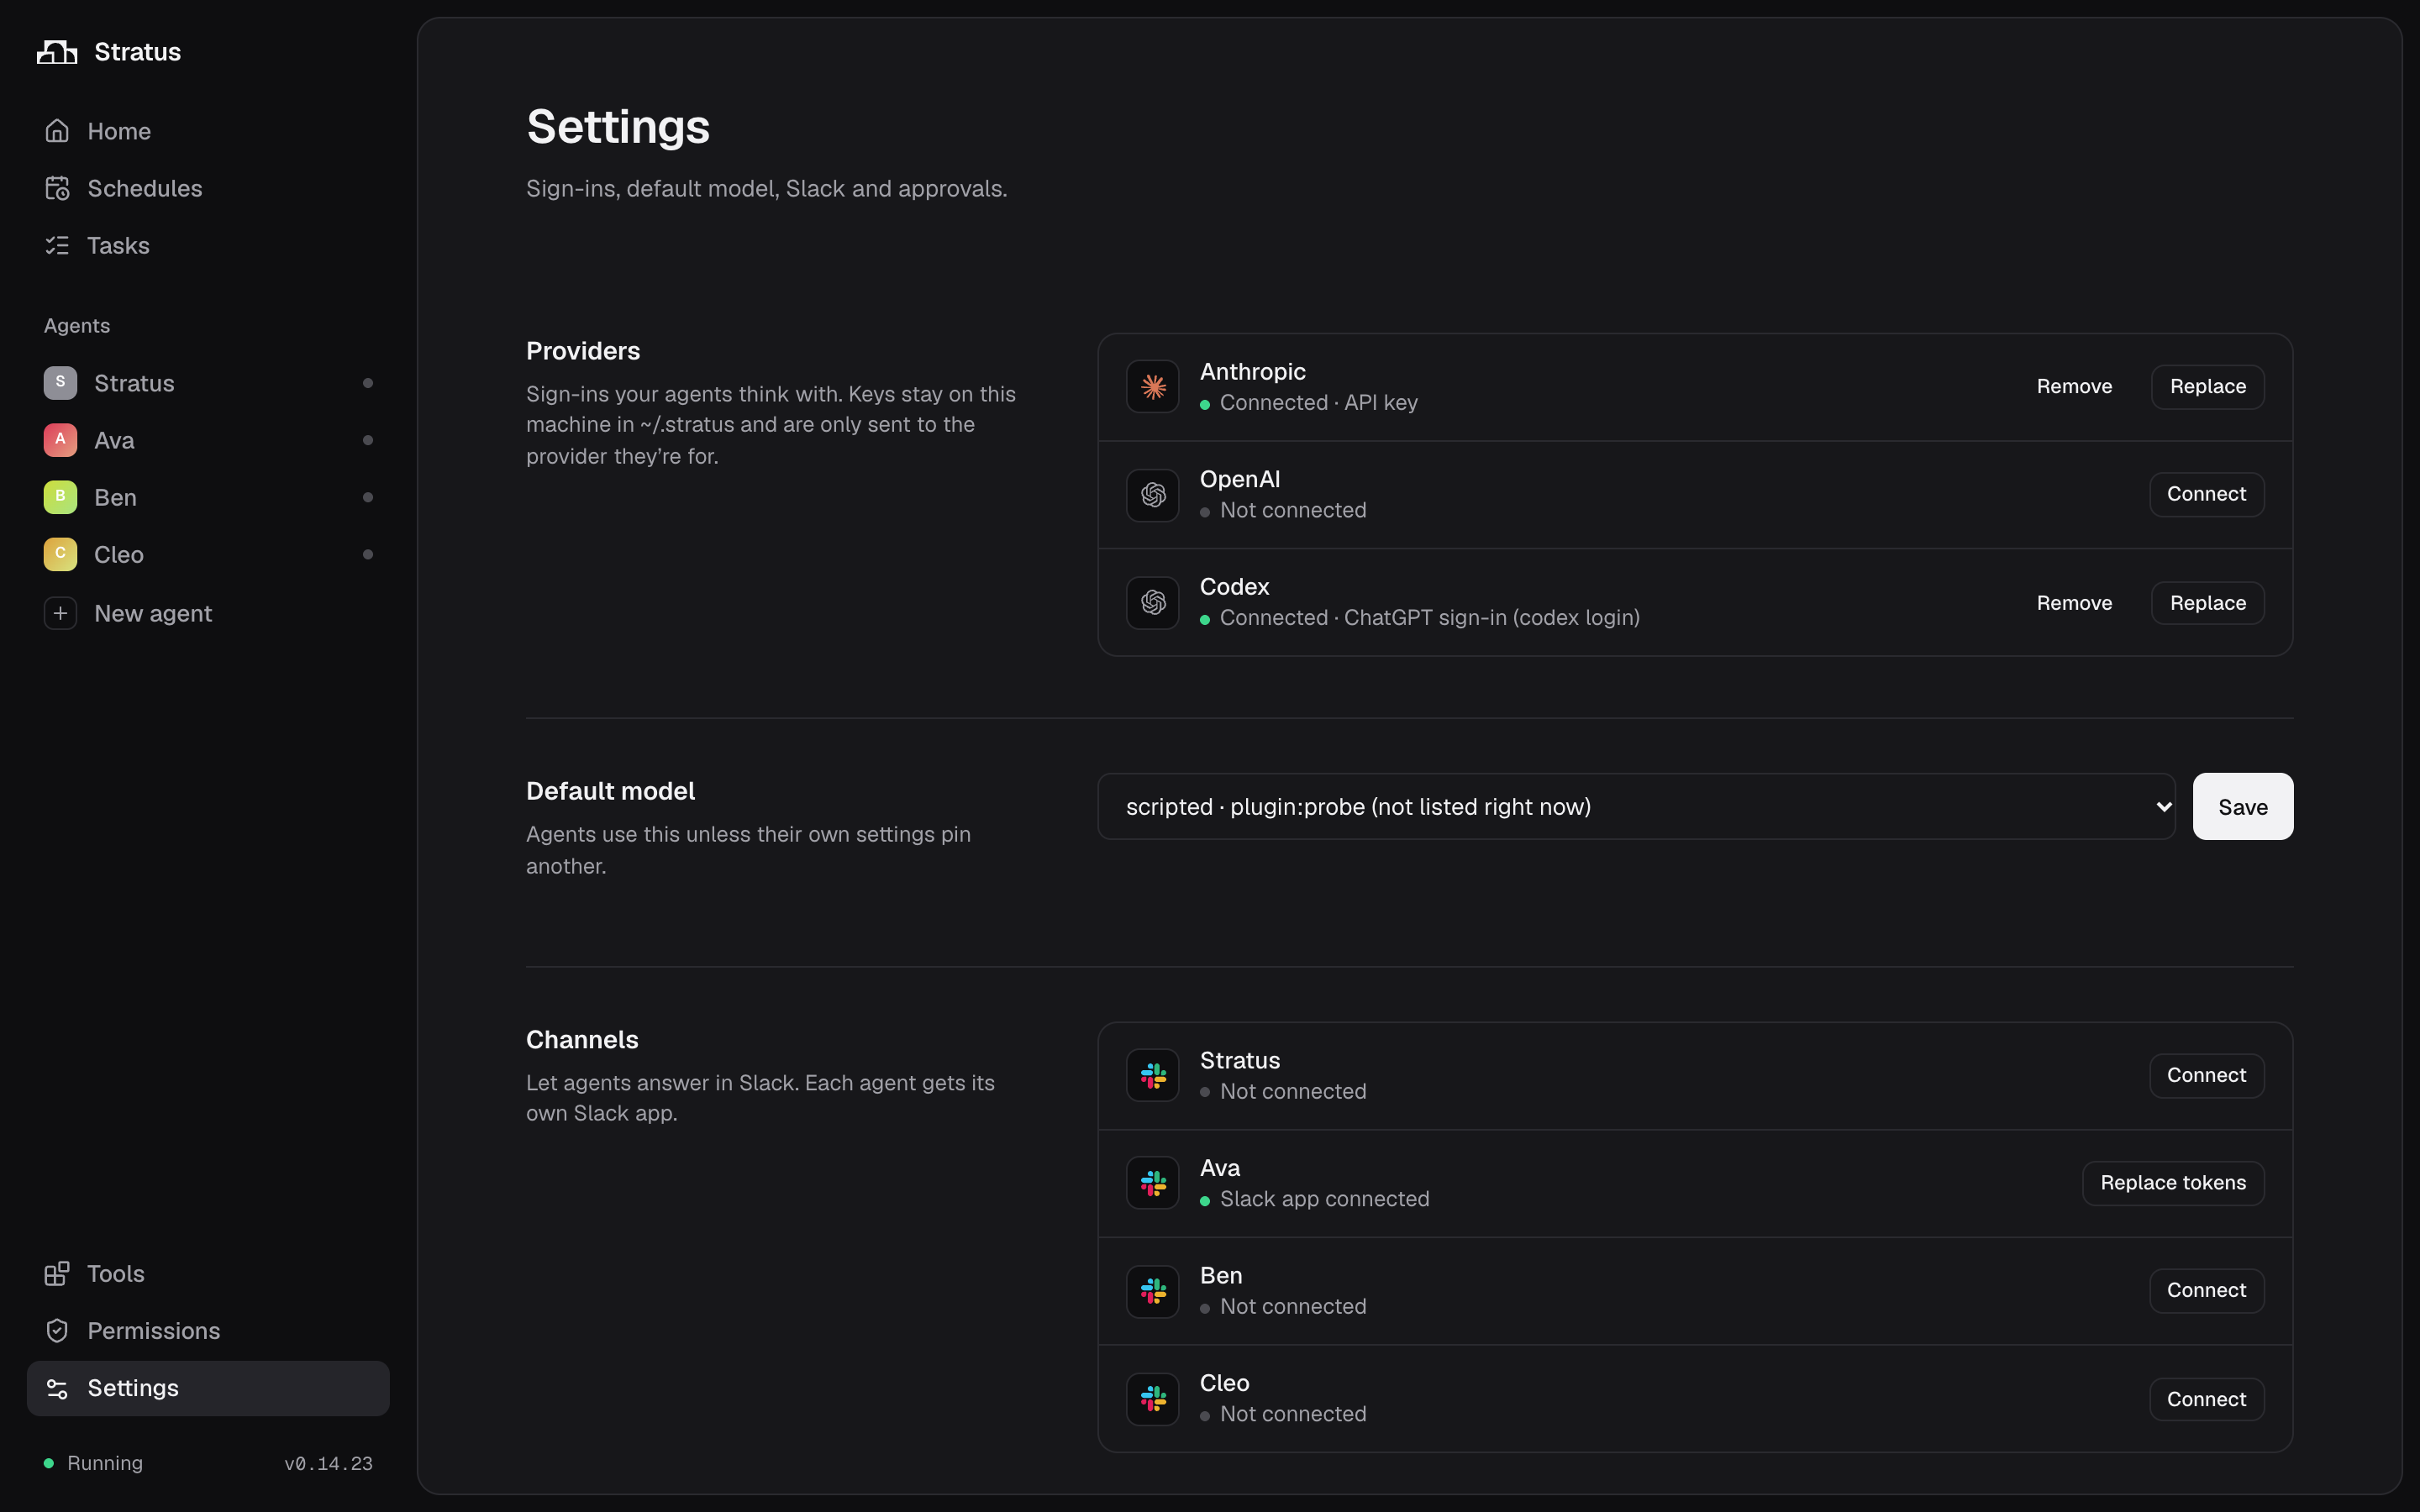 Stratus
Home
Schedules
Tasks
Agents
S Stratus
A Ava
B Ben
C Cleo
New agent
Tools
Permissions
Settings
Running v0.14.23
Settings
Sign-ins, default model, Slack and approvals.
Providers
Sign-ins your agents think with. Keys stay on this
machine in ~/.stratus and are only sent to the
provider they’re for.
Anthropic
Connected · API key
Remove Replace
OpenAI
Not connected
Connect
Codex
Connected · ChatGPT sign-in (codex login)
Remove Replace
Default model
Agents use this unless their own settings pin
another.
scripted · plugin:probe (not listed right now)
Save
Channels
Let agents answer in Slack. Each agent gets its
own Slack app.
Stratus
Not connected
Connect
Ava
Slack app connected
Replace tokens
Ben
Not connected
Connect
Cleo
Not connected
Connect